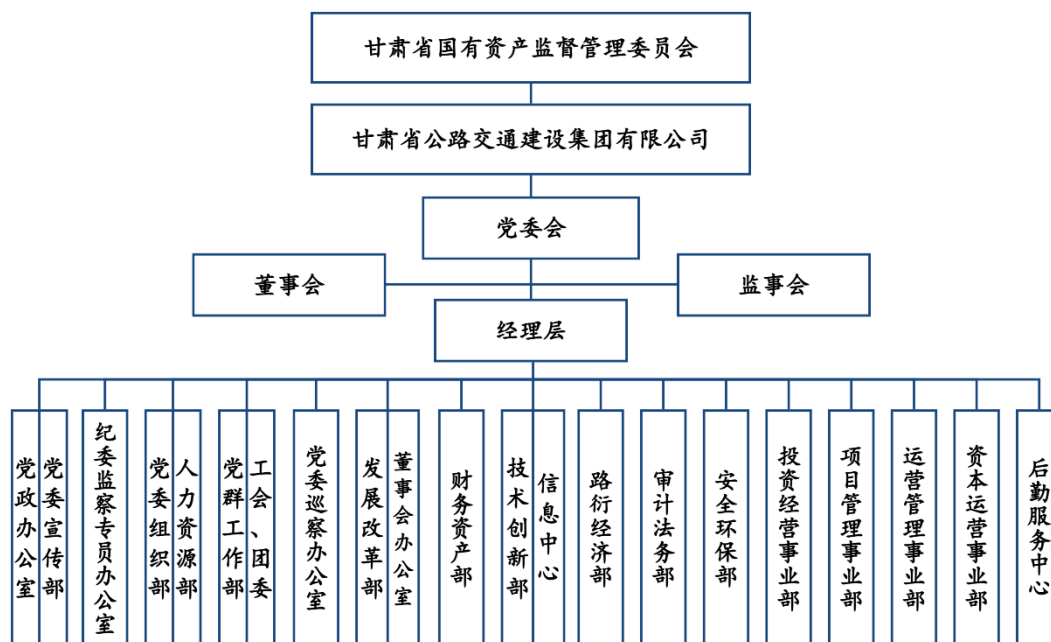 甘肃省国有资产监督管理委员会
甘肃省公路交通建设集团有限公司
党委会
董事会
监事会
经理层
党政办公室
党委宣传部
纪委监察专员办公室
党委组织部
人力资源部
党群工作部
工会、团委
党委巡察办公室
发展改革部
董事会办公室
财务资产部
技术创新部
信息中心
路衍经济部
审计法务部
安全环保部
投资经营事业部
项目管理事业部
运营管理事业部
资本运营事业部
后勤服务中心